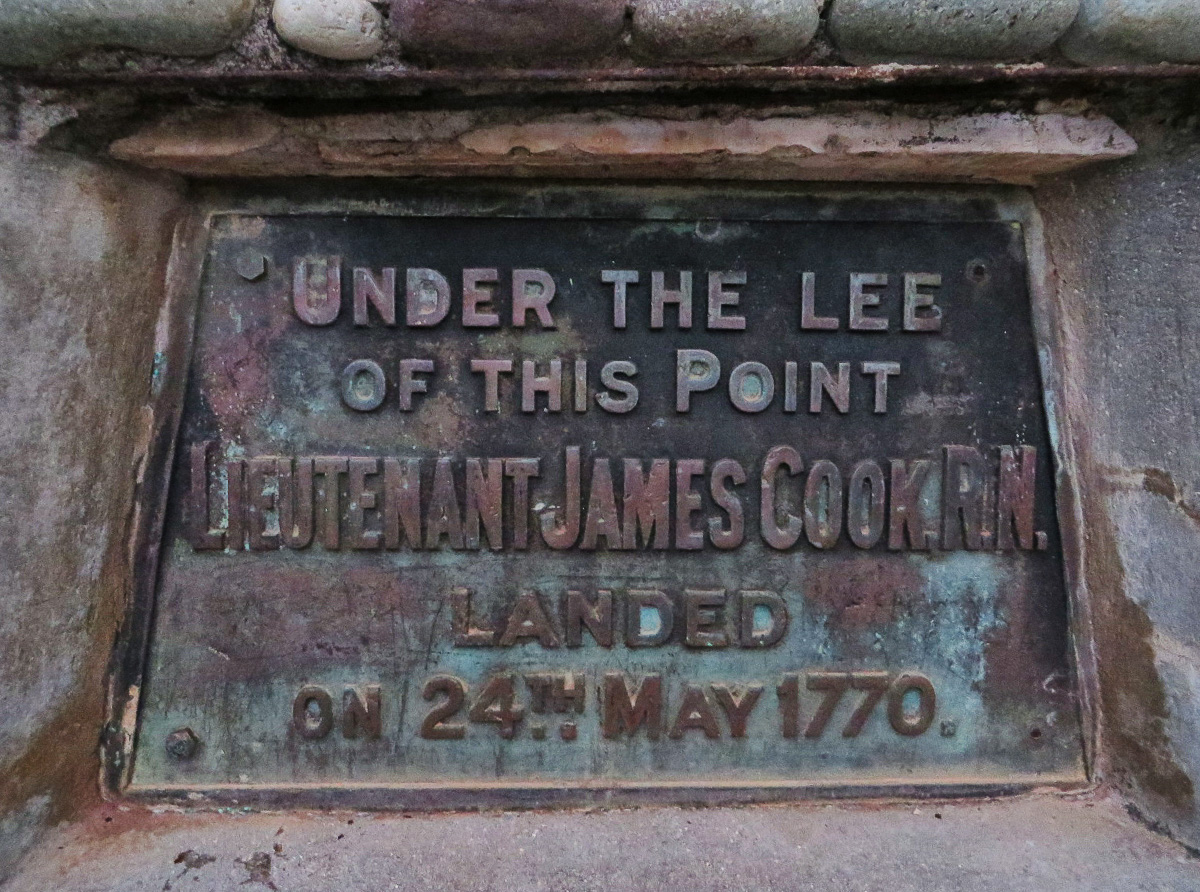 UNDER THE LEE
OF THIS POINT
LIEUTENANT JAMES COOK, R.N.
LANDED
ON 24TH. MAY 1770.